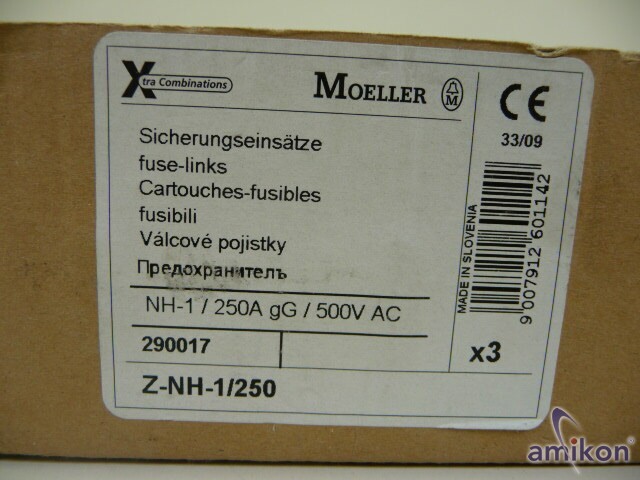 Xtra Combinations
MOELLER
M
CE
33/09
Sicherungseinsätze
fuse-links
Cartouches-fusibles
fusibili
Válcové pojistky
Предохранителъ
NH-1 / 250A gG / 500V AC
290017
Z-NH-1/250
MADE IN SLOVENIA
9 007912 601142
x3
amikon®